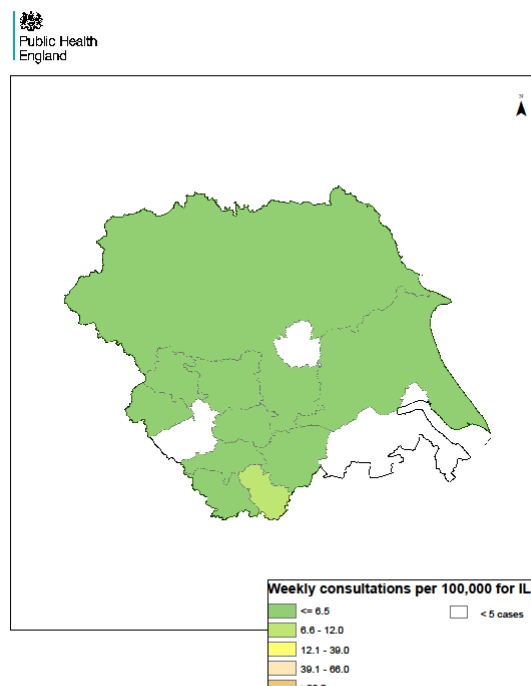 Public Health
England
N
Weekly consultations per 100,000 for IL
<= 6.5
< 5 cases
6.6 - 12.0
12.1 - 39.0
39.1 - 66.0